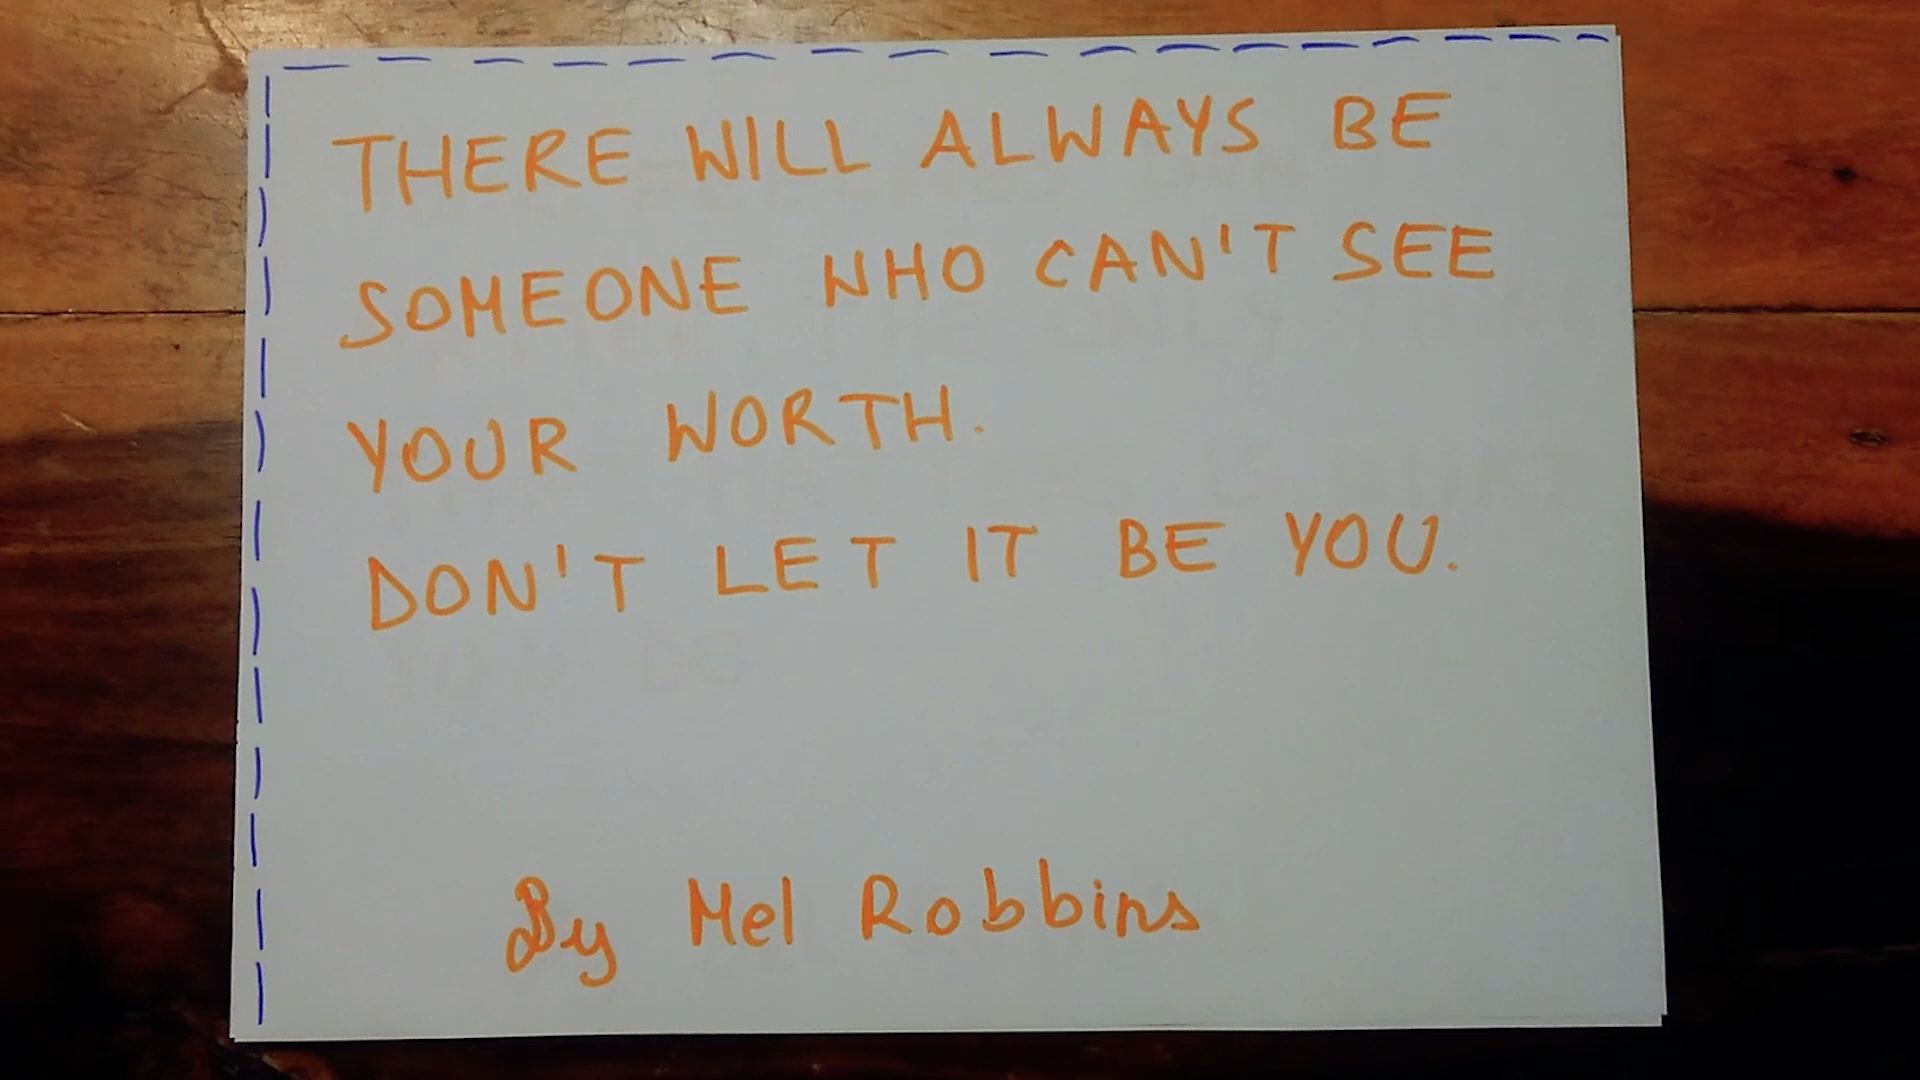 THERE WILL ALWAYS BE
SOMEONE WHO CAN'T SEE
YOUR WORTH.
DON'T LET IT BE YOU.
By Mel Robbins